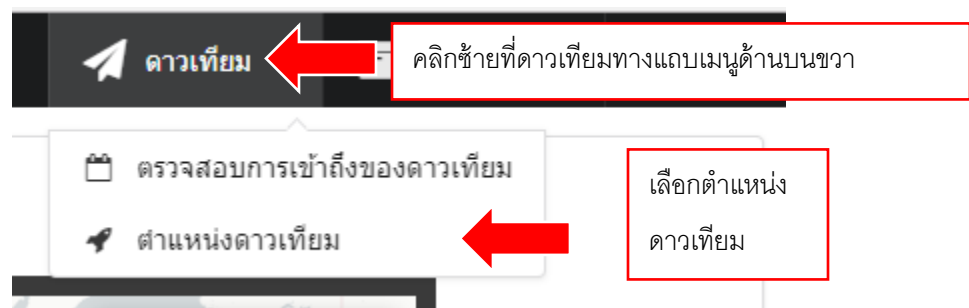 ดาวเทียม
คลิกซ้ายที่ดาวเทียมทางแถบเมนูด้านบนขวา
ตรวจสอบการเข้าถึงของดาวเทียม
ตำแหน่งดาวเทียม
เลือกตำแหน่ง
ดาวเทียม